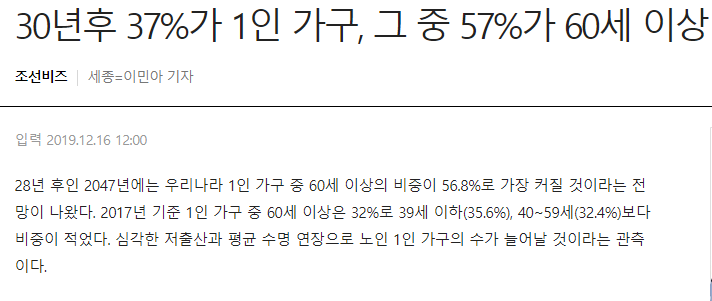 30년후 37%가 1인 가구, 그 중 57%가 60세 이상
조선비즈 세종=이민아 기자
입력 2019.12.16 12:00
28년 후인 2047년에는 우리나라 1인 가구 중 60세 이상의 비중이 56.8%로 가장 커질 것이라는 전
망이 나왔다. 2017년 기준 1인 가구 중 60세 이상은 32%로 39세 이하(35.6%), 40~59세(32.4%)보다
비중이 적었다. 심각한 저출산과 평균 수명 연장으로 노인 1인 가구의 수가 늘어날 것이라는 관측
이다.